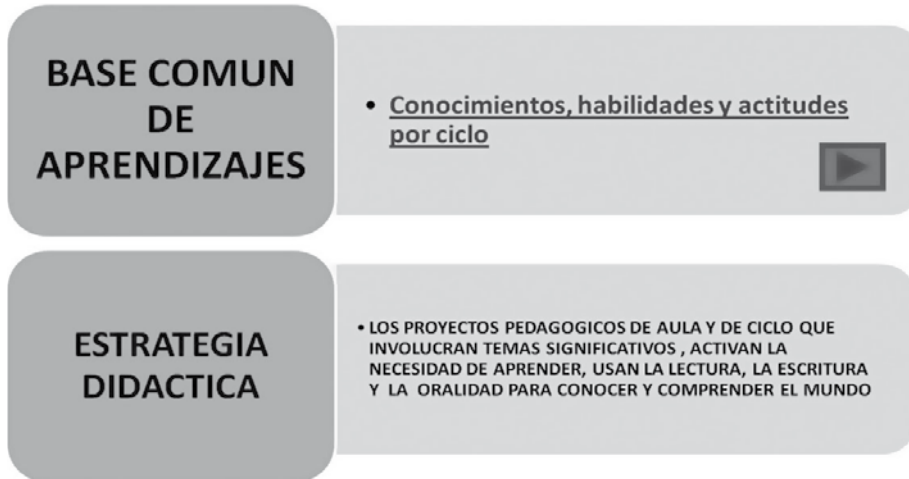 BASE COMUN
DE
APRENDIZAJES
• Conocimientos, habilidades y actitudes
por ciclo
ESTRATEGIA
DIDACTICA
• LOS PROYECTOS PEDAGOGICOS DE AULA Y DE CICLO QUE
INVOLUCRAN TEMAS SIGNIFICATIVOS , ACTIVAN LA
NECESIDAD DE APRENDER, USAN LA LECTURA, LA ESCRITURA
Y LA ORALIDAD PARA CONOCER Y COMPRENDER EL MUNDO